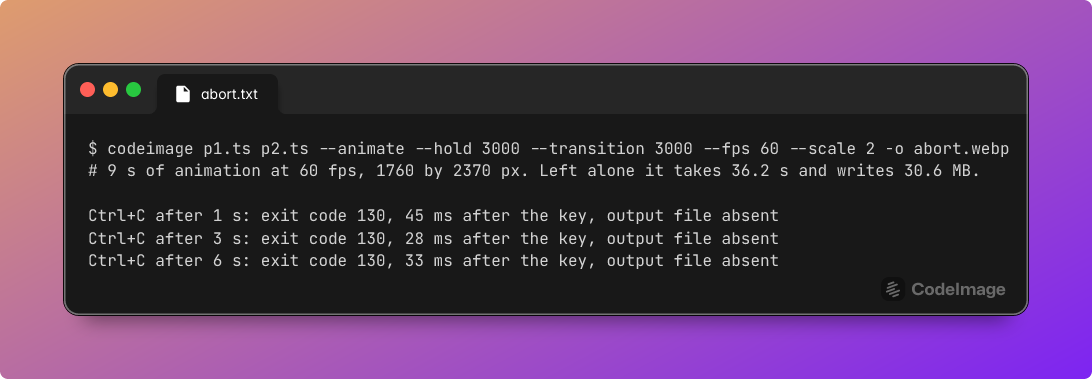 abort.txt
$ codeimage p1.ts p2.ts --animate --hold 3000 --transition 3000 --fps 60 --scale 2 -o abort.webp
# 9 s of animation at 60 fps, 1760 by 2370 px. Left alone it takes 36.2 s and writes 30.6 MB.
Ctrl+C after 1 s: exit code 130, 45 ms after the key, output file absent
Ctrl+C after 3 s: exit code 130, 28 ms after the key, output file absent
Ctrl+C after 6 s: exit code 130, 33 ms after the key, output file absent
CodeImage